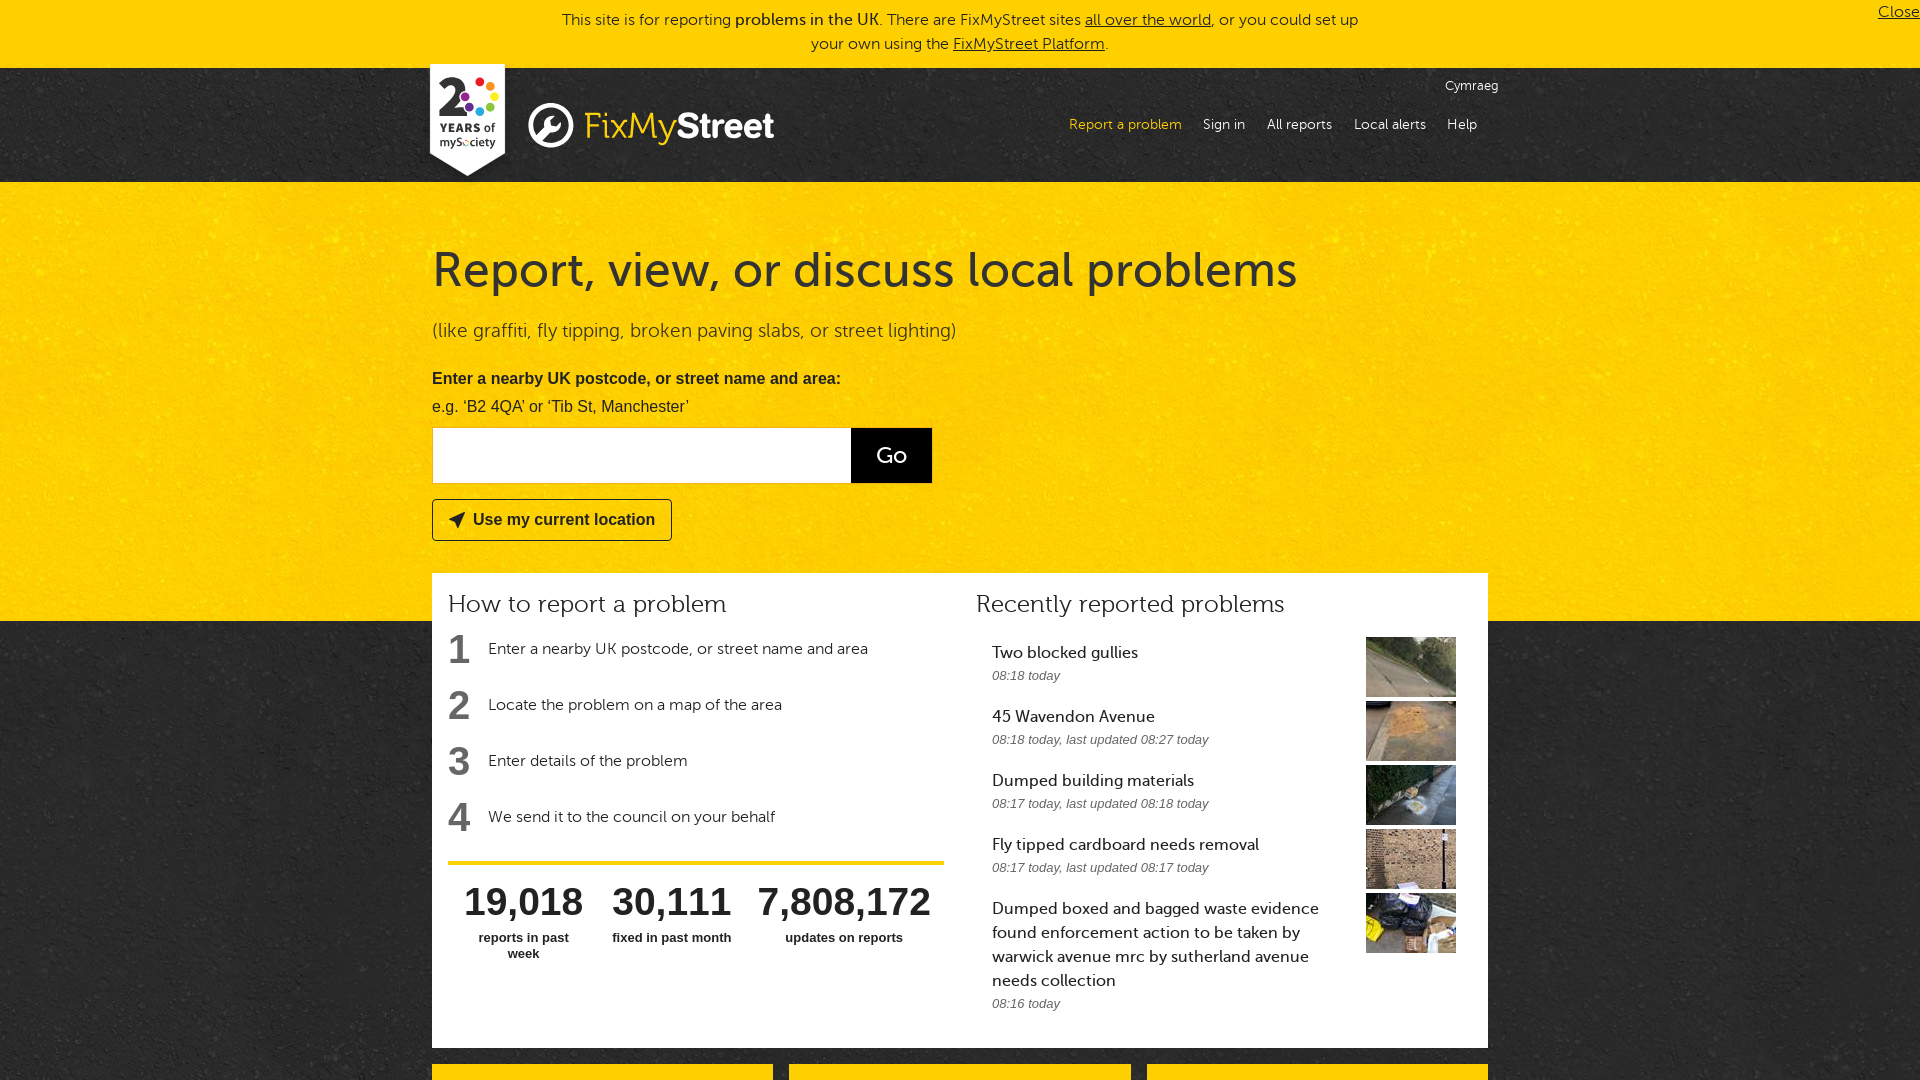 This site is for reporting problems in the UK. There are FixMyStreet sites all over the world, or you could set up
your own using the FixMyStreet Platform.
Close
20
YEARS of
mySociety
FixMyStreet
Cymraeg
Report a problem
Sign in
All reports
Local alerts
Help
Report, view, or discuss local problems
(like graffiti, fly tipping, broken paving slabs, or street lighting)
Enter a nearby UK postcode, or street name and area:
e.g. ‘B2 4QA’ or ‘Tib St, Manchester’
Go
Use my current location
How to report a problem
1 Enter a nearby UK postcode, or street name and area
2 Locate the problem on a map of the area
3 Enter details of the problem
4 We send it to the council on your behalf
19,018
reports in past
week
30,111
fixed in past month
7,808,172
updates on reports
Recently reported problems
Two blocked gullies
08:18 today
45 Wavendon Avenue
08:18 today, last updated 08:27 today
Dumped building materials
08:17 today, last updated 08:18 today
Fly tipped cardboard needs removal
08:17 today, last updated 08:17 today
Dumped boxed and bagged waste evidence
found enforcement action to be taken by
warwick avenue mrc by sutherland avenue
needs collection
08:16 today